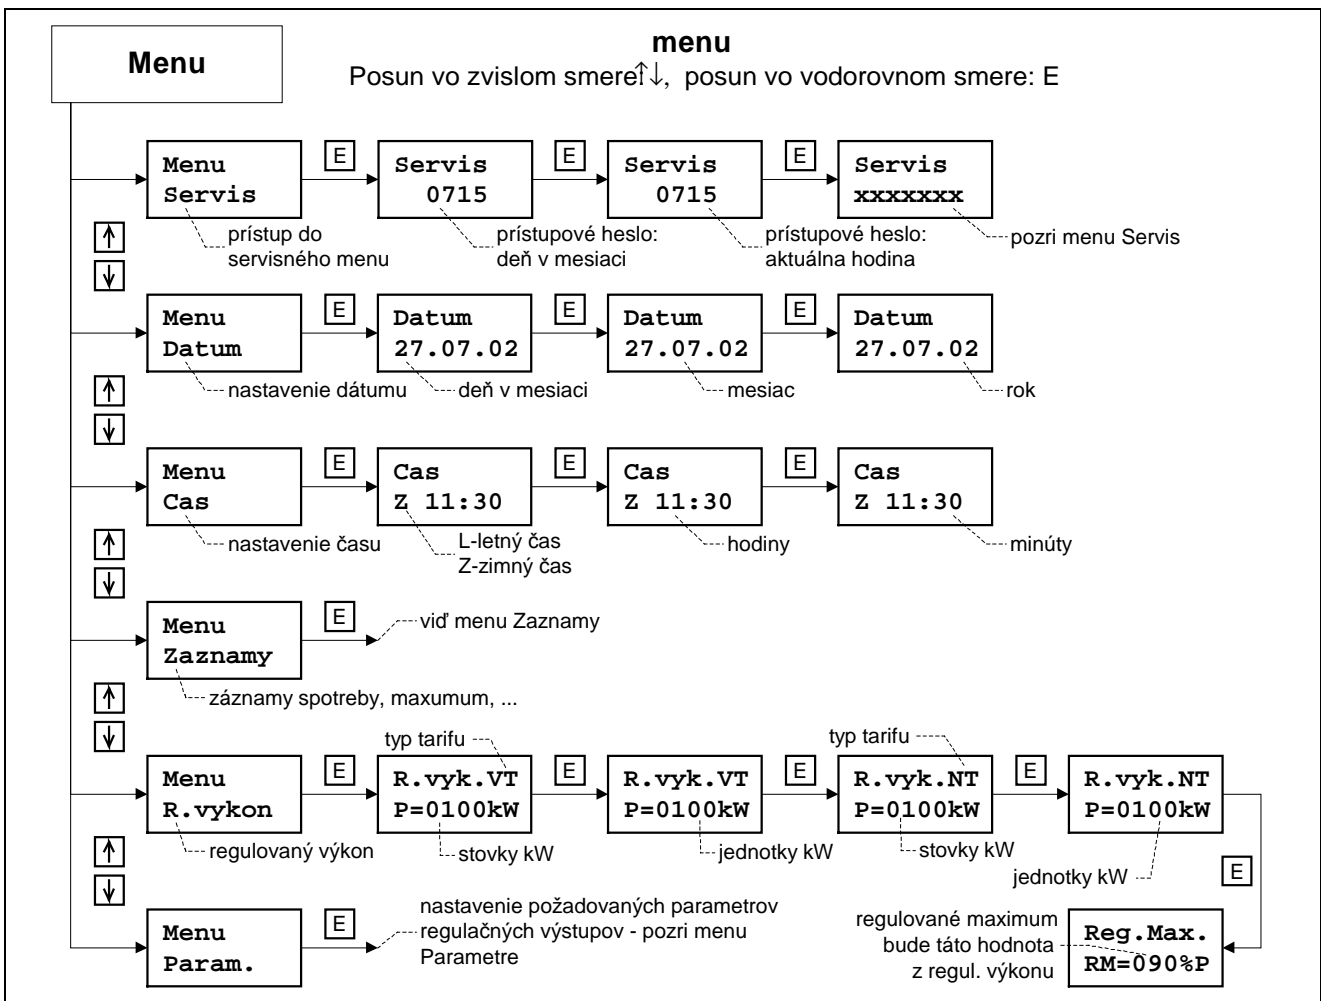 Menu
menu
Posun vo zvislom smere: ↑↓, posun vo vodorovnom smere: E
Menu
Servis
E
Servis
0715
E
Servis
0715
E
Servis
xxxxxxx
prístup do
servisného menu
prístupové heslo:
deň v mesiaci
prístupové heslo:
aktuálna hodina
pozri menu Servis
↑
↓
Menu
Datum
E
Datum
27.07.02
E
Datum
27.07.02
E
Datum
27.07.02
nastavenie dátumu
deň v mesiaci
mesiac
rok
↑
↓
Menu
Cas
E
Cas
Z 11:30
E
Cas
Z 11:30
E
Cas
Z 11:30
nastavenie času
L-letný čas
Z-zimný čas
hodiny
minúty
↑
↓
Menu
Zaznamy
E
viď menu Zaznamy
záznamy spotreby, maxumum, ...
↑
↓
typ tarifu
typ tarifu
Menu
R.vykon
E
R.vyk.VT
P=0100kW
E
R.vyk.VT
P=0100kW
E
R.vyk.NT
P=0100kW
E
R.vyk.NT
P=0100kW
regulovaný výkon
stovky kW
jednotky kW
stovky kW
jednotky kW
E
↑
↓
Menu
Param.
E
nastavenie požadovaných parametrov
regulačných výstupov - pozri menu
Parametre
regulované maximum
bude táto hodnota
z regul. výkonu
Reg.Max.
RM=090%P